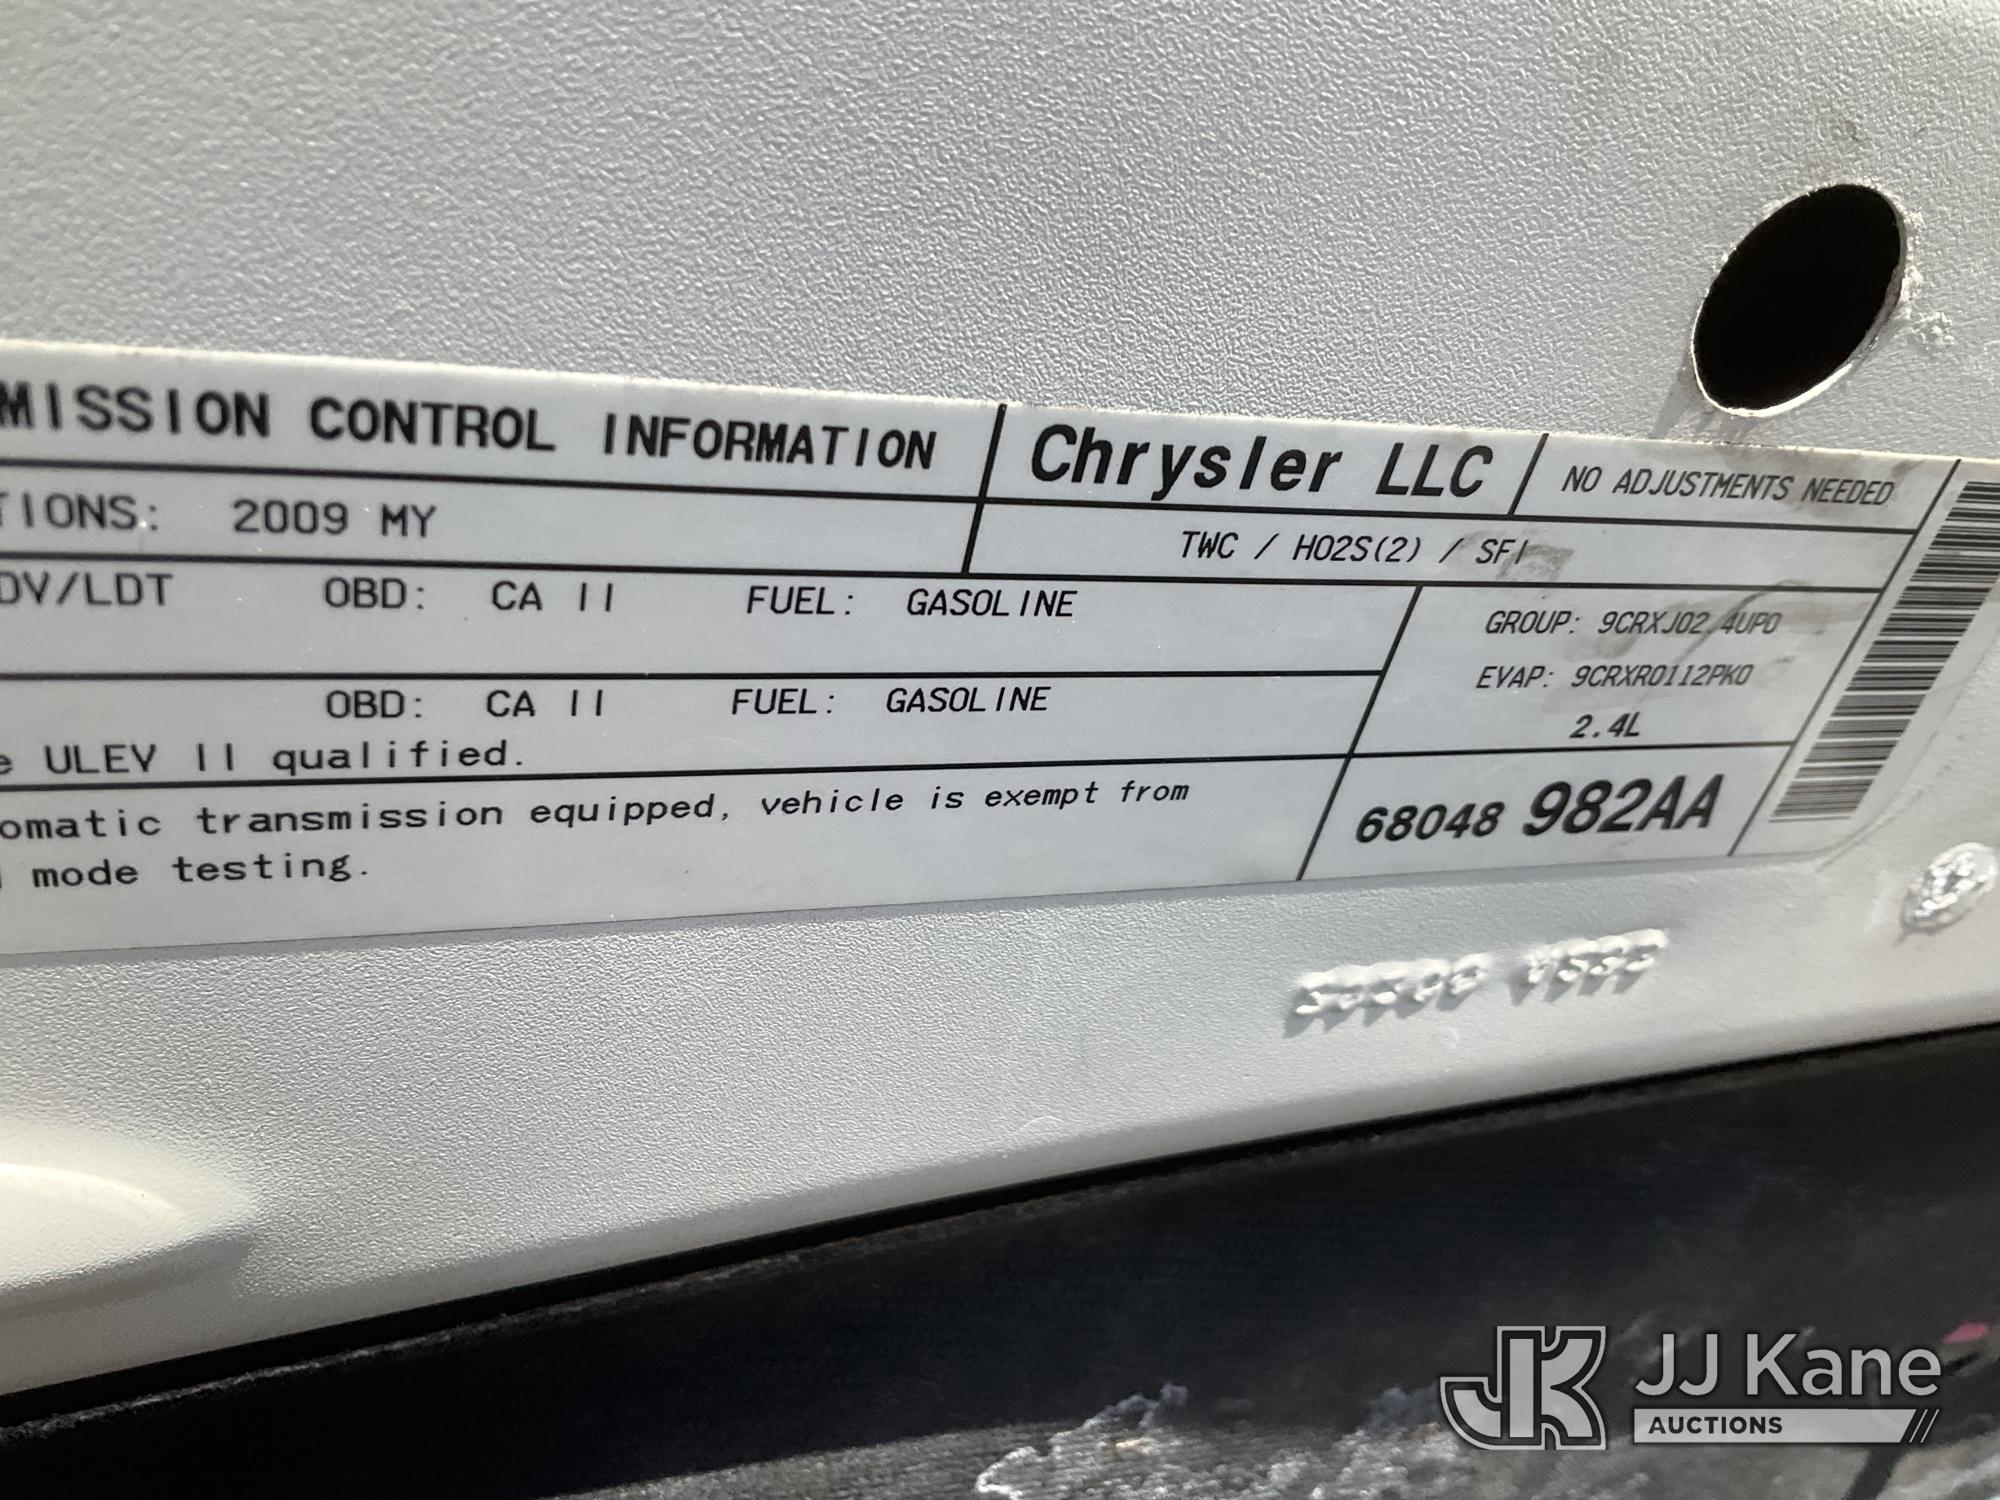 MISSION CONTROL INFORMATION Chrysler LLC NO ADJUSTMENTS NEEDED
TIONS: 2009 MY TWC / HO2S(2) / SFI
DV/LDT OBD: CA II FUEL: GASOLINE
GROUP: 9CRXJ02.4UP0
EVAP: 9CRXR0112PK0
2.4L
OBD: CA II FUEL: GASOLINE
e ULEV II qualified.
68048 982AA
omatic transmission equipped, vehicle is exempt from
mode testing.
JK JJ Kane
AUCTIONS